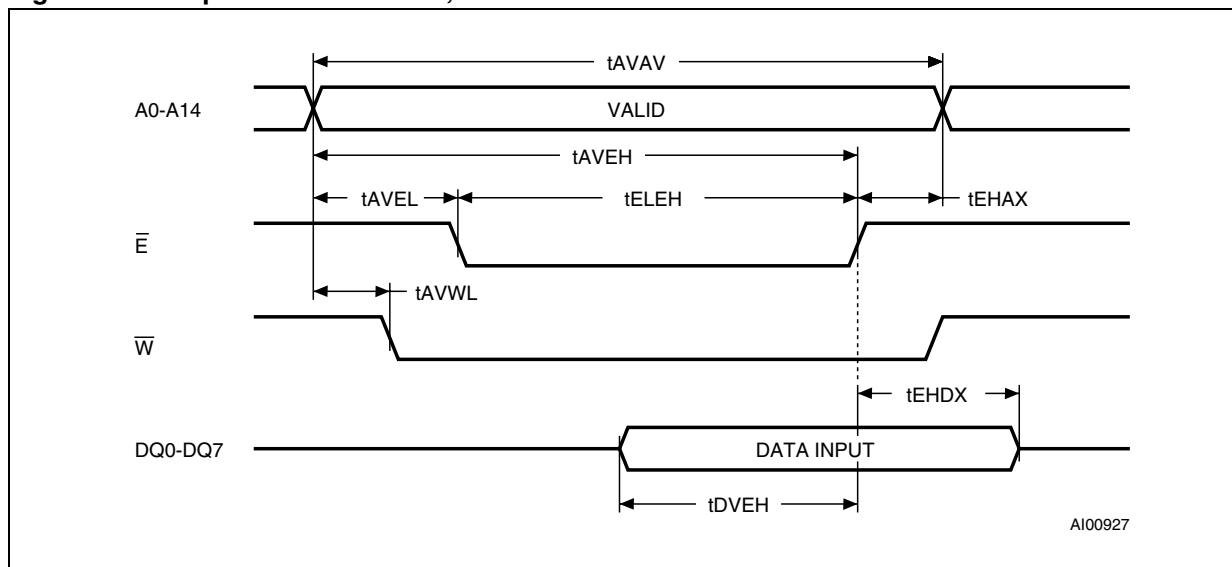 tAVAV
A0-A14
VALID
tAVEH
tAVEL
tELEH
tEHAX
E̅
tAVWL
W̅
tEHDX
DQ0-DQ7
DATA INPUT
tDVEH
AI00927